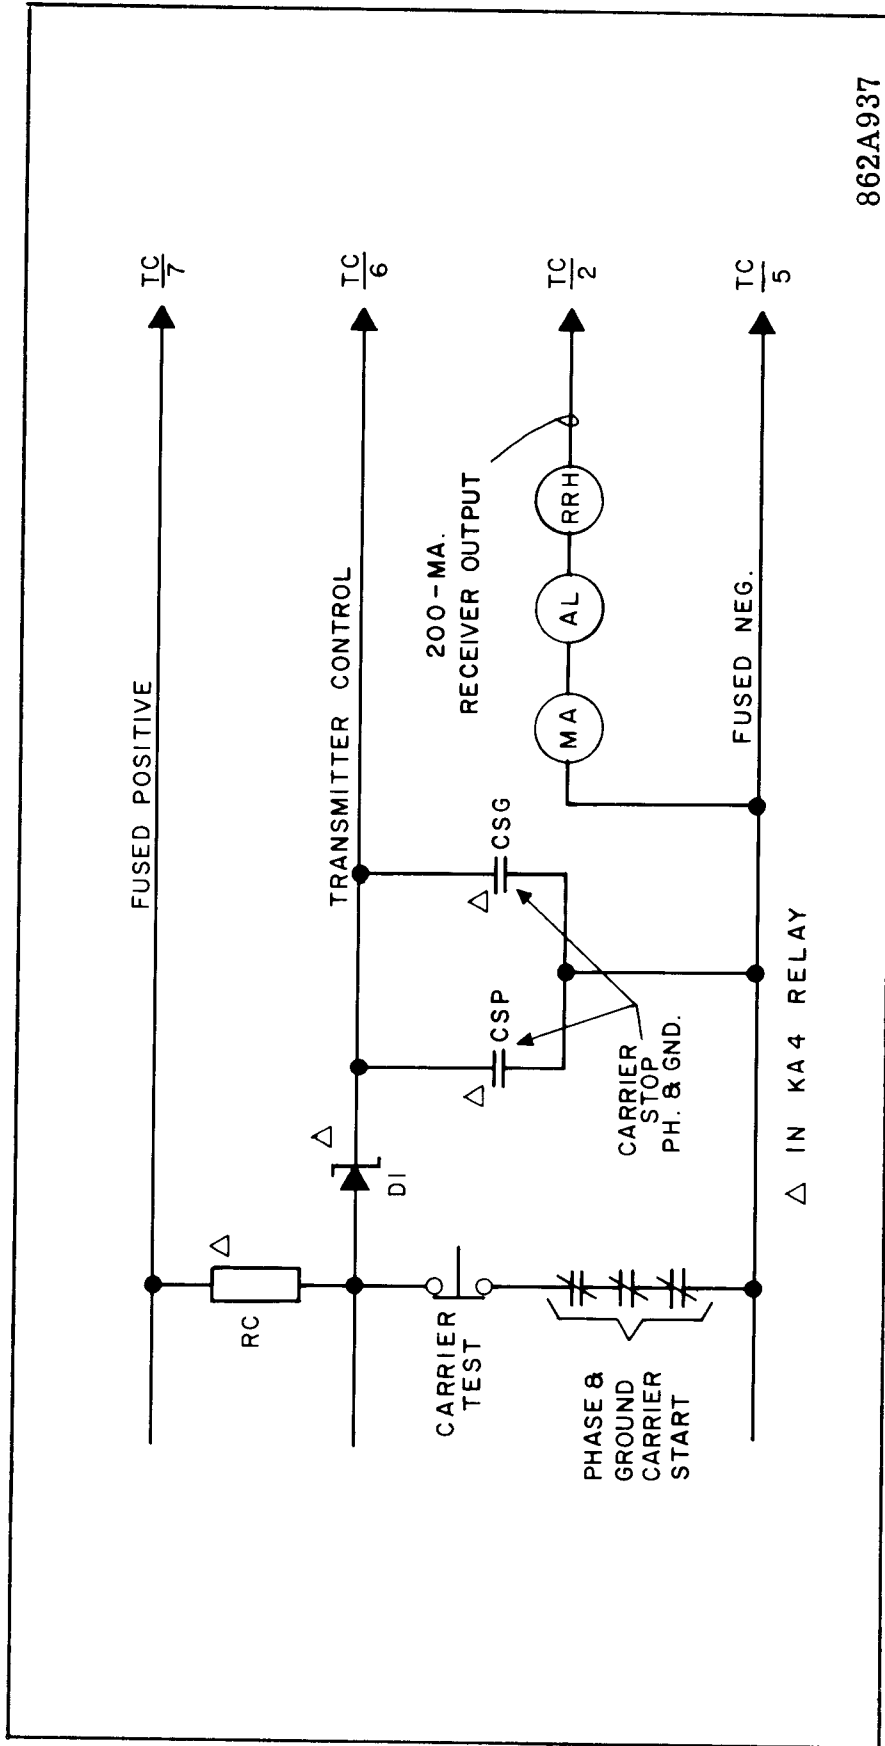 FUSED POSITIVE
TC
7
△
RC
TRANSMITTER CONTROL
TC
6
△
D1
CARRIER
TEST
△
CSP
△
CSG
200-MA.
RECEIVER OUTPUT
MA
AL
RRH
TC
2
CARRIER
STOP
PH. & GND.
PHASE &
GROUND
CARRIER
START
FUSED NEG.
TC
5
△ IN KA4 RELAY
862A937